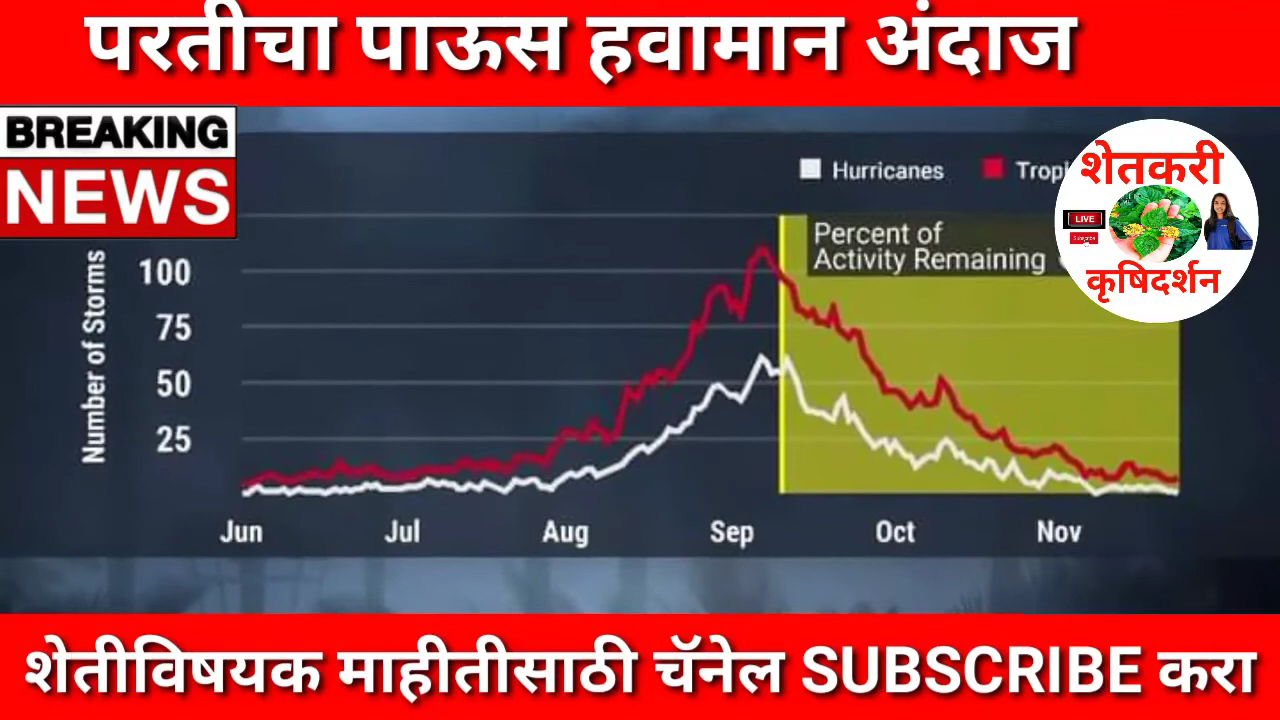 परतीचा पाऊस हवामान अंदाज
BREAKING
NEWS
Hurricanes
शेतकरी
LIVE
Subscribe
कृषिदर्शन
Percent of
Activity Remaining
Number of Storms
100
75
50
25
Jun Jul Aug Sep Oct Nov
शेतीविषयक माहीतीसाठी चॅनेल SUBSCRIBE करा